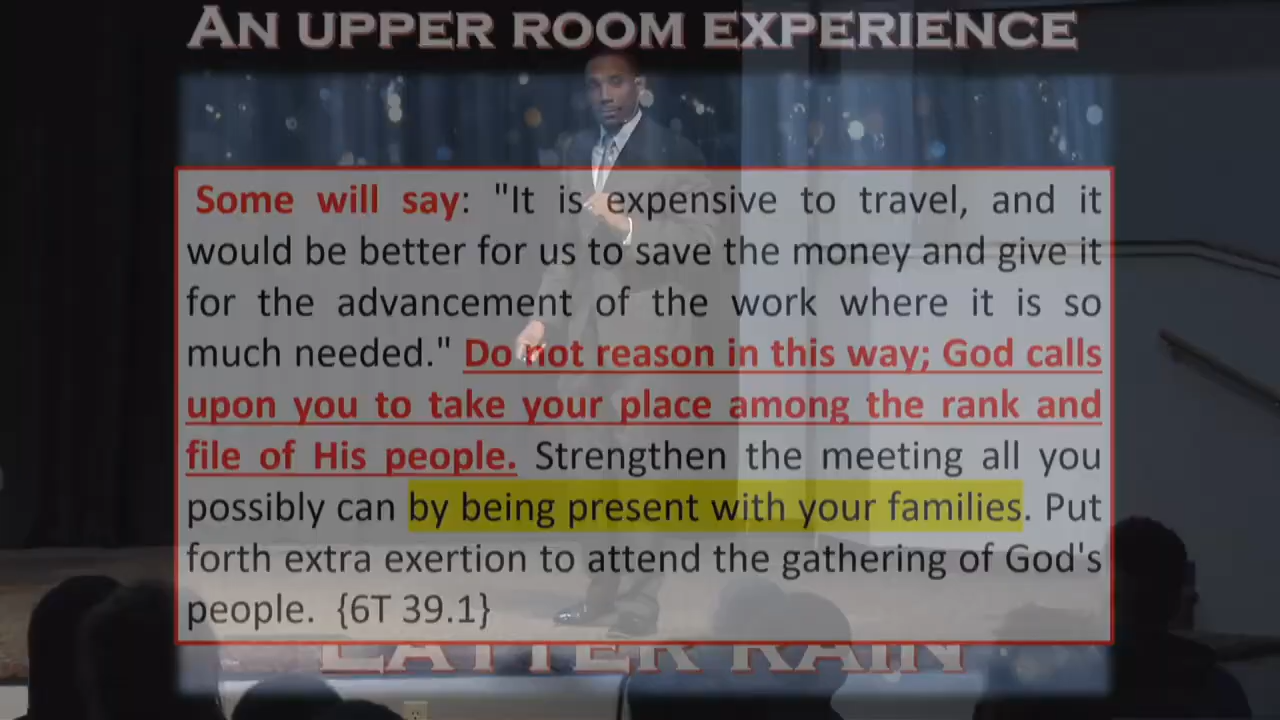 AN UPPER ROOM EXPERIENCE
Some will say: "It is expensive to travel, and it
would be better for us to save the money and give it
for the advancement of the work where it is so
much needed." Do not reason in this way; God calls
upon you to take your place among the rank and
file of His people. Strengthen the meeting all you
possibly can by being present with your families. Put
forth extra exertion to attend the gathering of God's
people. {6T 39.1}
LATTER RAIN